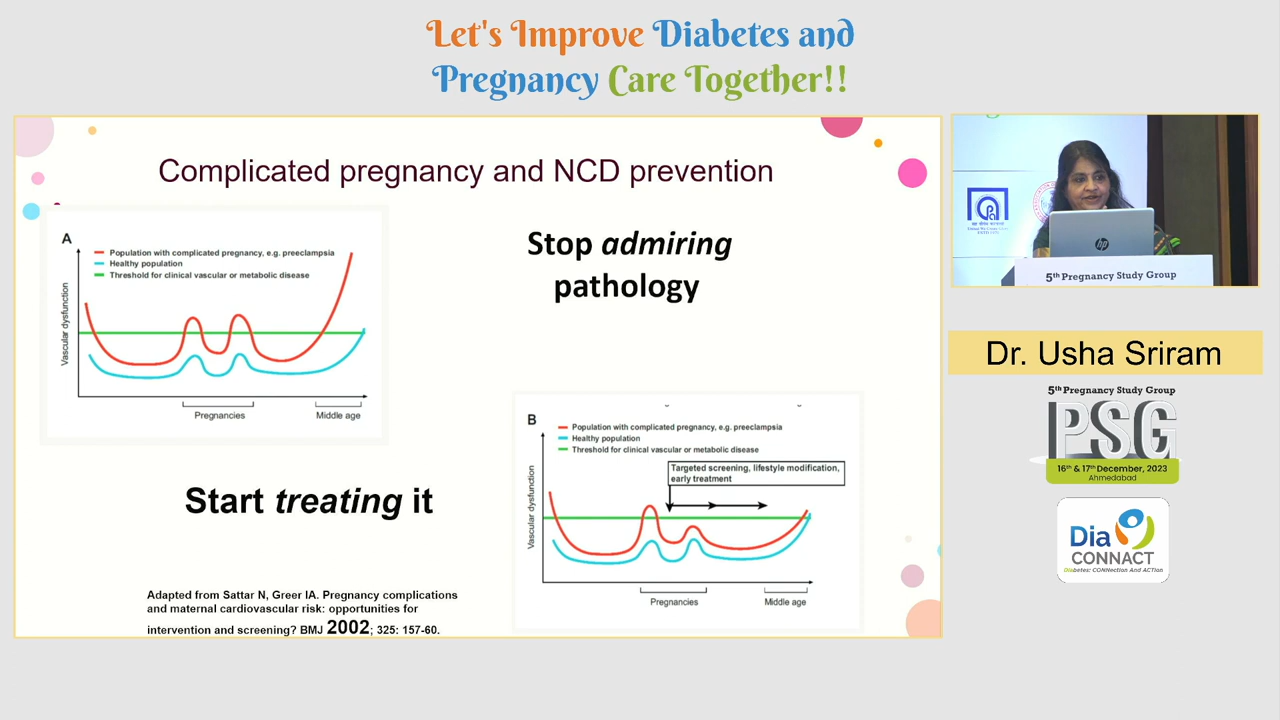 Let's Improve Diabetes and
Pregnancy Care Together!!
Complicated pregnancy and NCD prevention
A
Population with complicated pregnancy, e.g. preeclampsia
Healthy population
Threshold for clinical vascular or metabolic disease
Vascular dysfunction
Pregnancies
Middle age
Stop admiring
pathology
Start treating it
B
Population with complicated pregnancy, e.g. preeclampsia
Healthy population
Threshold for clinical vascular or metabolic disease
Targeted screening, lifestyle modification,
early treatment
Vascular dysfunction
Pregnancies
Middle age
Adapted from Sattar N, Greer IA. Pregnancy complications
and maternal cardiovascular risk: opportunities for
intervention and screening? BMJ 2002; 325: 157-60.
hp
5th Pregnancy Study Group
Dr. Usha Sriram
5th Pregnancy Study Group
PSG
16th & 17th December, 2023
Ahmedabad
Dia
CONNACT
Diabetes: CONNection And ACTion